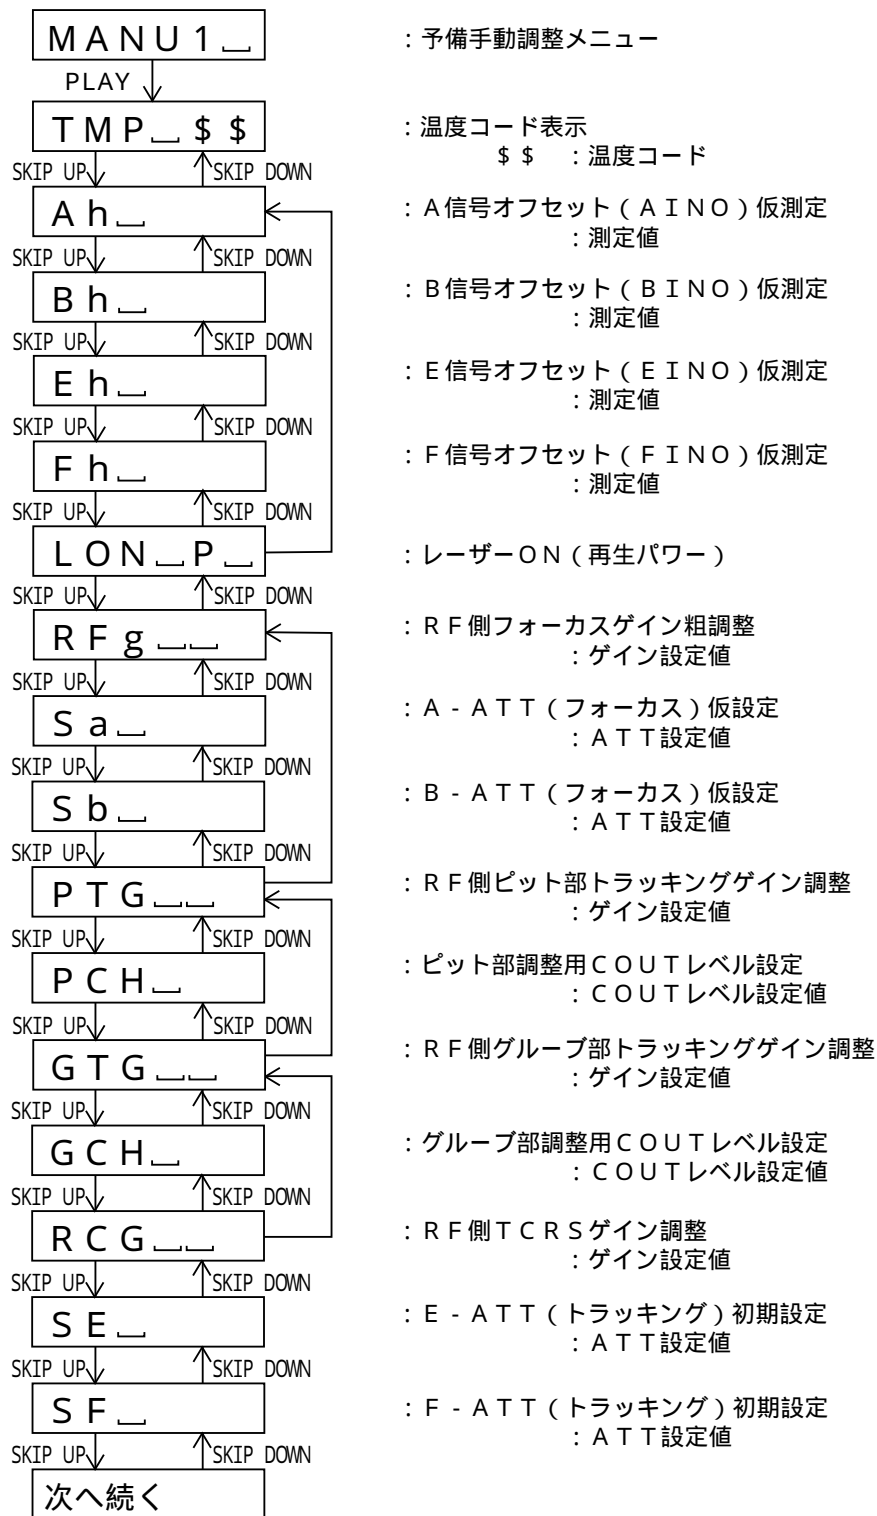 ＭＡＮＵ１␣ ：予備手動調整メニュー
PLAY
ＴＭＰ␣＄＄ ：温度コード表示
＄＄ ：温度コード
SKIP UP SKIP DOWN
Ａｈ␣ ：Ａ信号オフセット（ＡＩＮＯ）仮測定
：測定値
SKIP UP SKIP DOWN
Ｂｈ␣ ：Ｂ信号オフセット（ＢＩＮＯ）仮測定
：測定値
SKIP UP SKIP DOWN
Ｅｈ␣ ：Ｅ信号オフセット（ＥＩＮＯ）仮測定
：測定値
SKIP UP SKIP DOWN
Ｆｈ␣ ：Ｆ信号オフセット（ＦＩＮＯ）仮測定
：測定値
SKIP UP SKIP DOWN
ＬＯＮ␣Ｐ␣ ：レーザーＯＮ（再生パワー）
SKIP UP SKIP DOWN
ＲＦｇ␣␣ ：ＲＦ側フォーカスゲイン粗調整
：ゲイン設定値
SKIP UP SKIP DOWN
Ｓａ␣ ：Ａ‐ＡＴＴ（フォーカス）仮設定
：ＡＴＴ設定値
SKIP UP SKIP DOWN
Ｓｂ␣ ：Ｂ‐ＡＴＴ（フォーカス）仮設定
：ＡＴＴ設定値
SKIP UP SKIP DOWN
ＰＴＧ␣␣ ：ＲＦ側ピット部トラッキングゲイン調整
：ゲイン設定値
SKIP UP SKIP DOWN
ＰＣＨ␣ ：ピット部調整用ＣＯＵＴレベル設定
：ＣＯＵＴレベル設定値
SKIP UP SKIP DOWN
ＧＴＧ␣␣ ：ＲＦ側グルーブ部トラッキングゲイン調整
：ゲイン設定値
SKIP UP SKIP DOWN
ＧＣＨ␣ ：グルーブ部調整用ＣＯＵＴレベル設定
：ＣＯＵＴレベル設定値
SKIP UP SKIP DOWN
ＲＣＧ␣␣ ：ＲＦ側ＴＣＲＳゲイン調整
：ゲイン設定値
SKIP UP SKIP DOWN
ＳＥ␣ ：Ｅ‐ＡＴＴ（トラッキング）初期設定
：ＡＴＴ設定値
SKIP UP SKIP DOWN
ＳＦ␣ ：Ｆ‐ＡＴＴ（トラッキング）初期設定
：ＡＴＴ設定値
SKIP UP SKIP DOWN
次へ続く